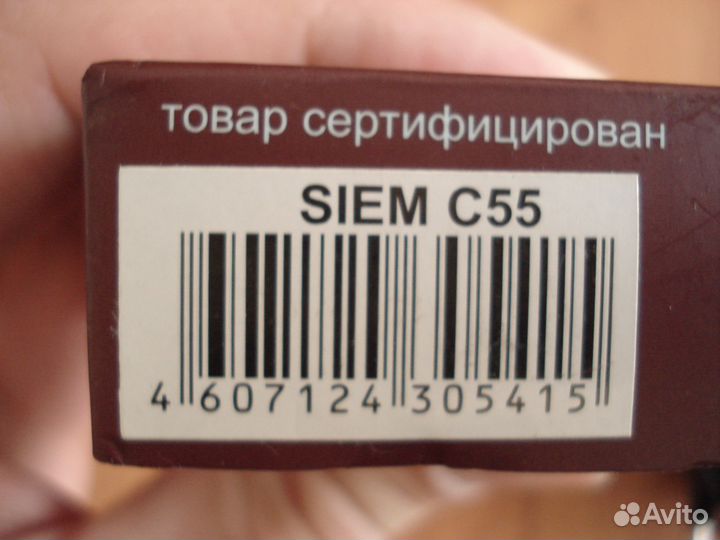 товар сертифицирован
SIEM C55
4 607124 305415
Avito